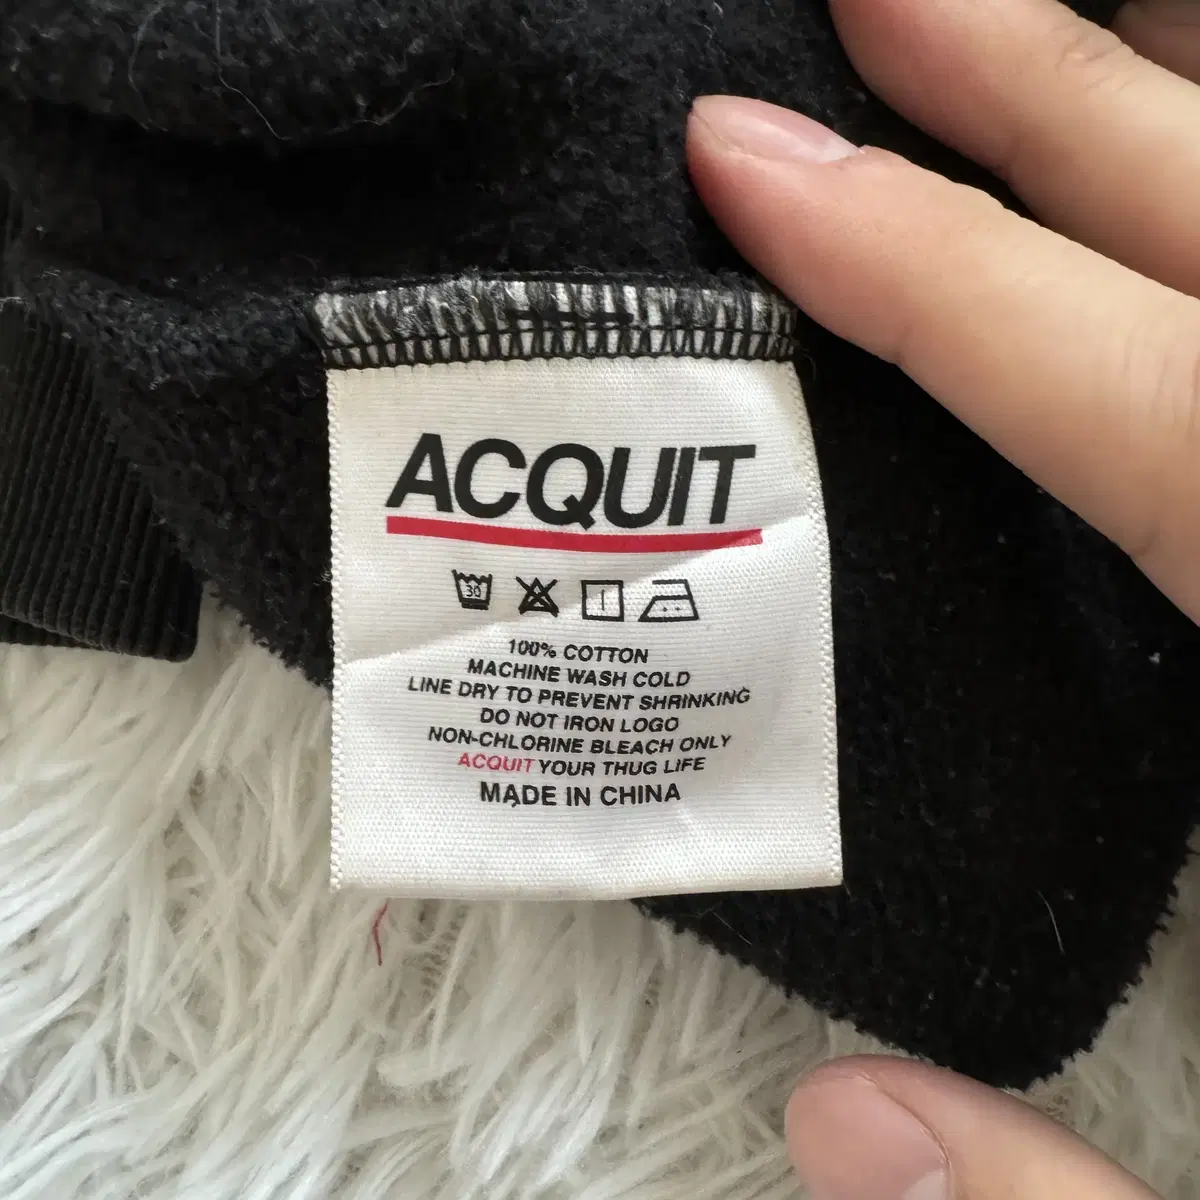 ACQUIT
30
100% COTTON
MACHINE WASH COLD
LINE DRY TO PREVENT SHRINKING
DO NOT IRON LOGO
NON-CHLORINE BLEACH ONLY
ACQUIT YOUR THUG LIFE
MADE IN CHINA